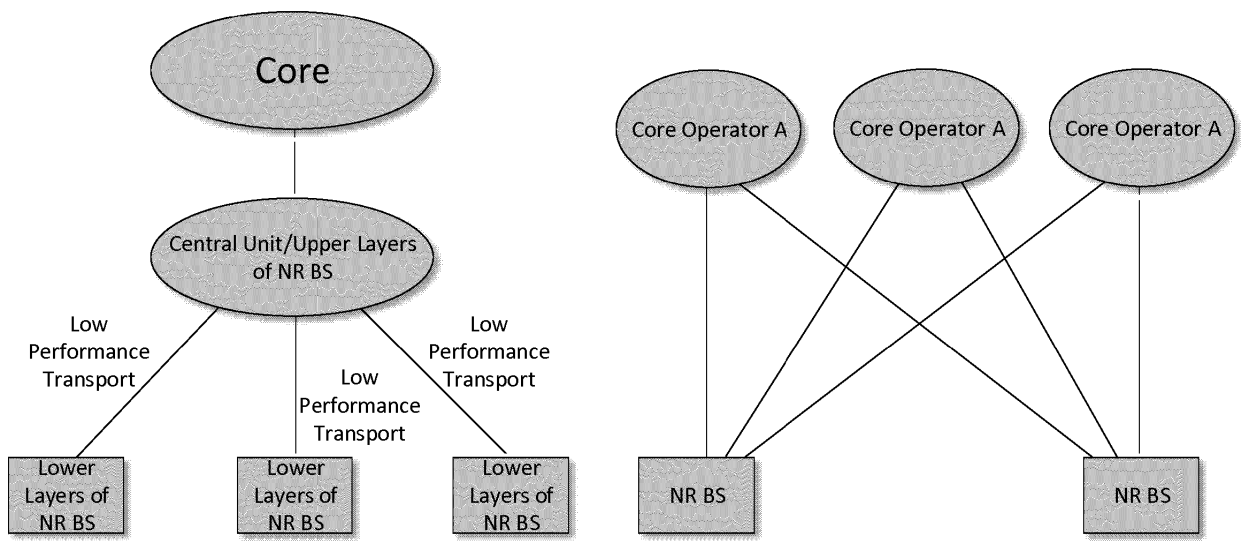 Core
Central Unit/Upper Layers
of NR BS
Low
Performance
Transport
Low
Performance
Transport
Low
Performance
Transport
Lower
Layers of
NR BS
Lower
Layers of
NR BS
Lower
Layers of
NR BS
Core Operator A
Core Operator A
Core Operator A
NR BS
NR BS